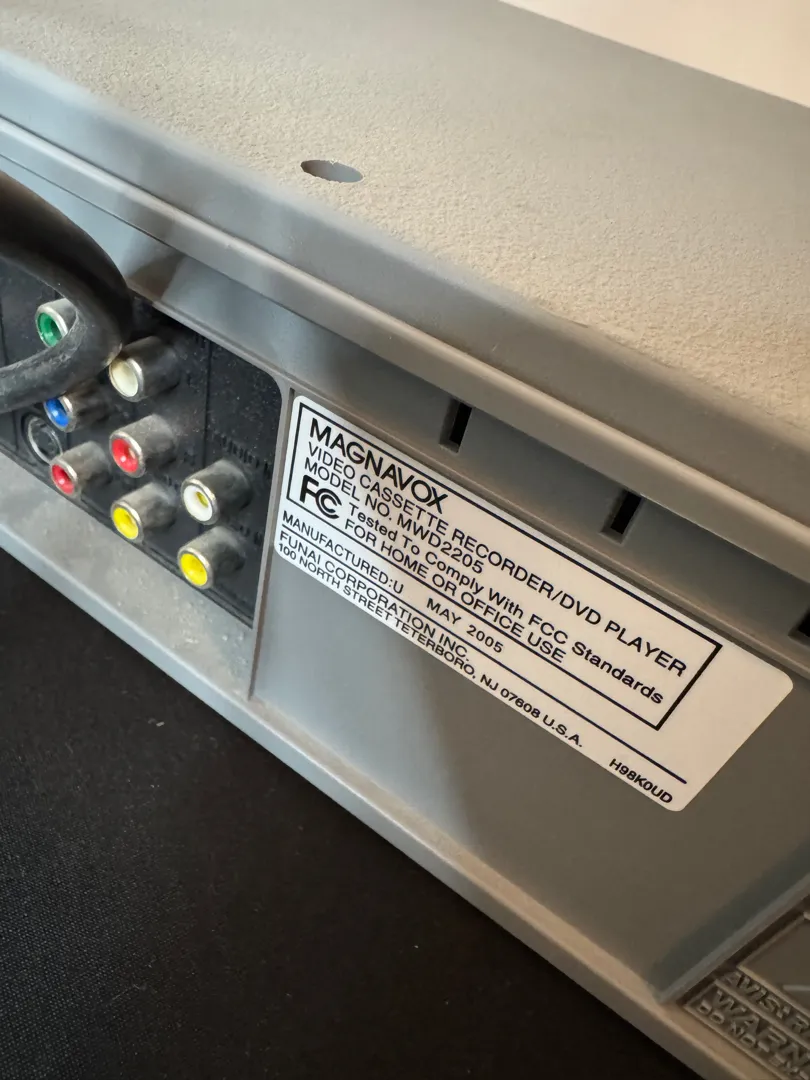 MAGNAVOX
VIDEO CASSETTE RECORDER/DVD PLAYER
MODEL NO. MWD2205
FC Tested To Comply With FCC Standards
FOR HOME OR OFFICE USE
MANUFACTURED:U MAY 2005
FUNAI CORPORATION INC.
100 NORTH STREET TETERBORO, NJ 07608 U.S.A.
H98K0UD